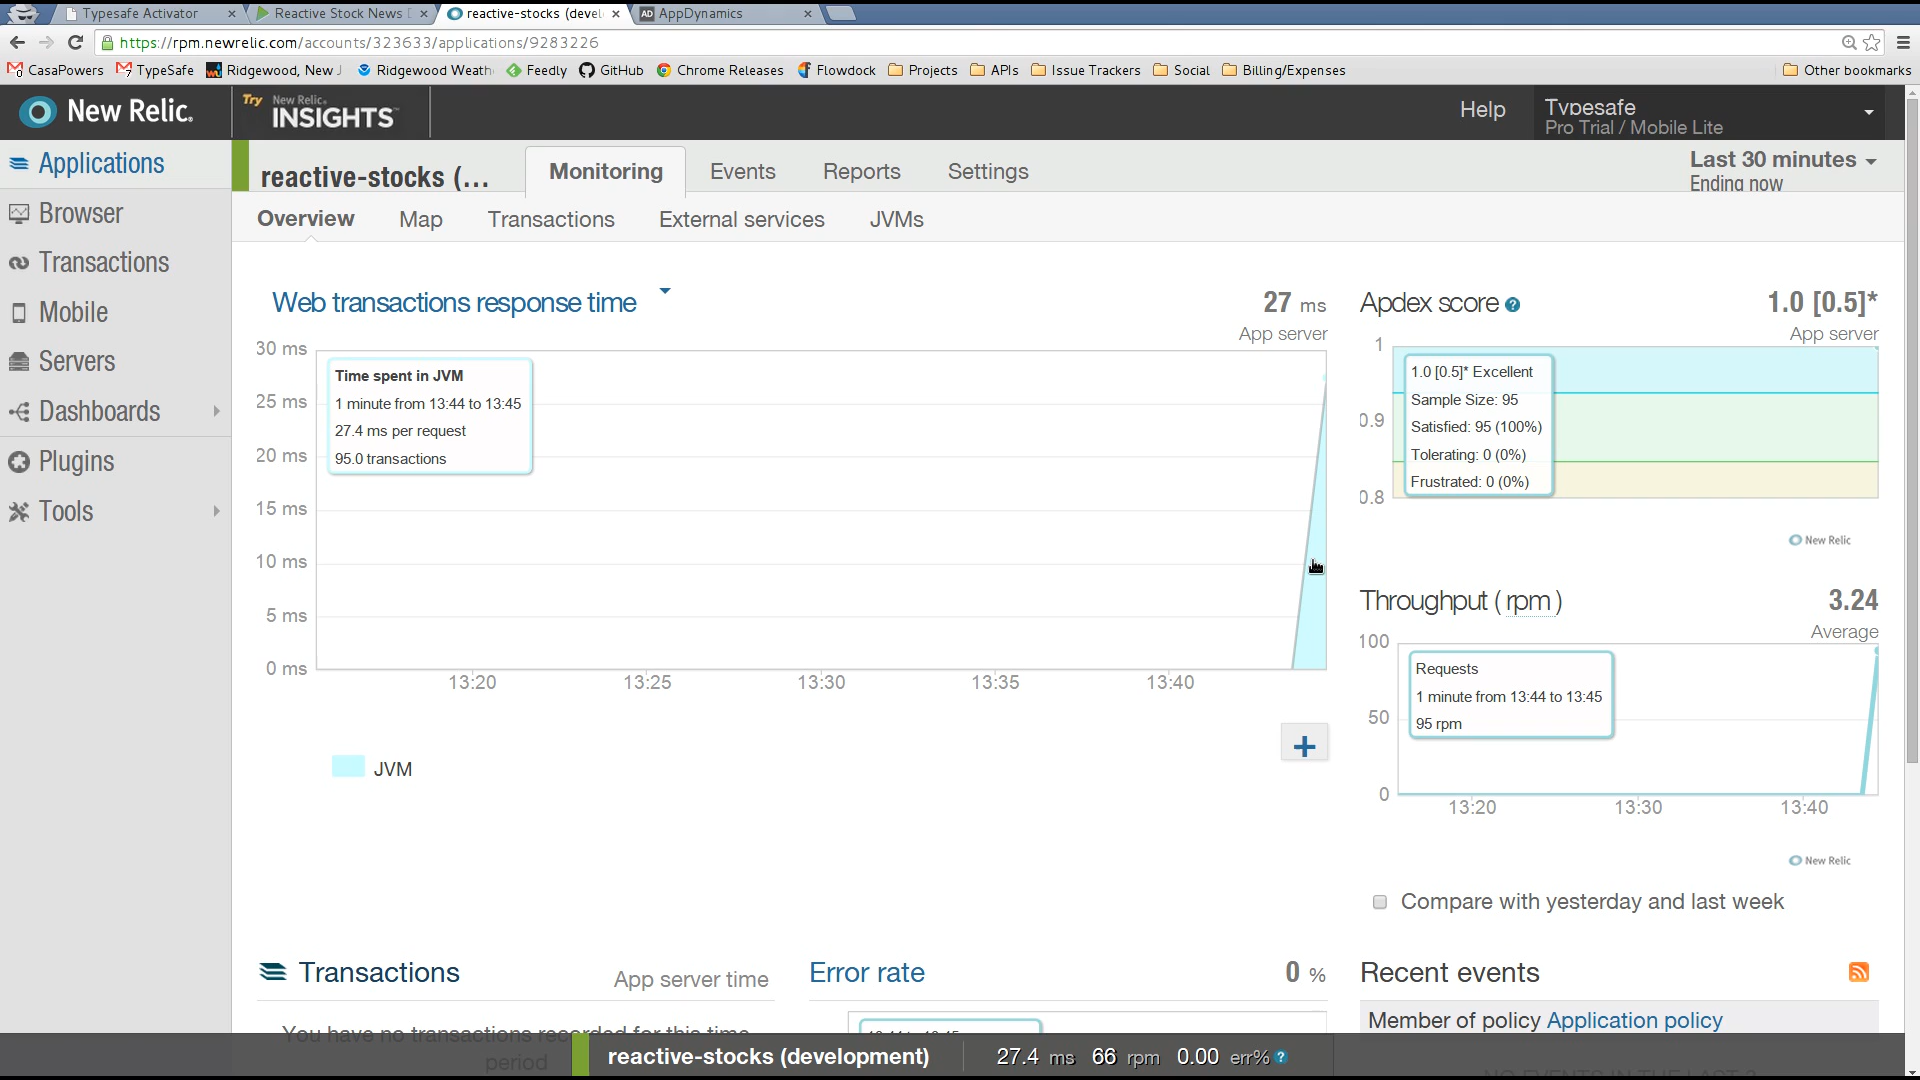 Typesafe Activator
Reactive Stock News
reactive-stocks (devel
AppDynamics
https://rpm.newrelic.com/accounts/323633/applications/9283226
CasaPowers
TypeSafe
Ridgewood, New J
Ridgewood Weath
Feedly
GitHub
Chrome Releases
Flowdock
Projects
APIs
Issue Trackers
Social
Billing/Expenses
Other bookmarks
New Relic.
Try New Relic. INSIGHTS
Help
Typesafe
Pro Trial / Mobile Lite
Applications
Browser
Transactions
Mobile
Servers
Dashboards
Plugins
Tools
reactive-stocks (...
Monitoring
Events
Reports
Settings
Last 30 minutes
Ending now
Overview
Map
Transactions
External services
JVMs
Web transactions response time
27 ms
App server
30 ms
25 ms
20 ms
15 ms
10 ms
5 ms
0 ms
Time spent in JVM
1 minute from 13:44 to 13:45
27.4 ms per request
95.0 transactions
13:20
13:25
13:30
13:35
13:40
JVM
+
Apdex score ?
1.0 [0.5]*
App server
1
0.9
0.8
1.0 [0.5]* Excellent
Sample Size: 95
Satisfied: 95 (100%)
Tolerating: 0 (0%)
Frustrated: 0 (0%)
New Relic
Throughput ( rpm )
3.24
Average
100
50
0
Requests
1 minute from 13:44 to 13:45
95 rpm
13:20
13:30
13:40
New Relic
Compare with yesterday and last week
Transactions
App server time
You have no transactions recorded for this time
period
Error rate
0 %
Recent events
Member of policy Application policy
reactive-stocks (development)
27.4 ms 66 rpm 0.00 err% ?